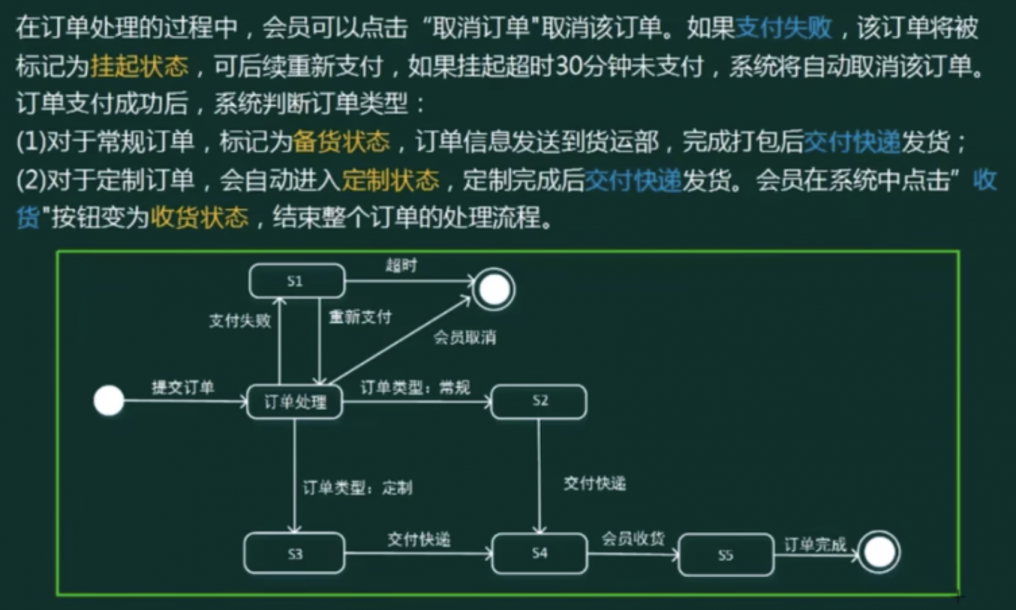 在订单处理的过程中，会员可以点击“取消订单"取消该订单。如果支付失败，该订单将被
标记为挂起状态，可后续重新支付，如果挂起超时30分钟未支付，系统将自动取消该订单。
订单支付成功后，系统判断订单类型：
(1)对于常规订单，标记为备货状态，订单信息发送到货运部，完成打包后交付快递发货；
(2)对于定制订单，会自动进入定制状态，定制完成后交付快递发货。会员在系统中点击”收
货"按钮变为收货状态，结束整个订单的处理流程。
超时
S1
支付失败
重新支付
会员取消
提交订单
订单处理
订单类型：常规
S2
订单类型：定制
交付快递
S3
交付快递
S4
会员收货
S5
订单完成